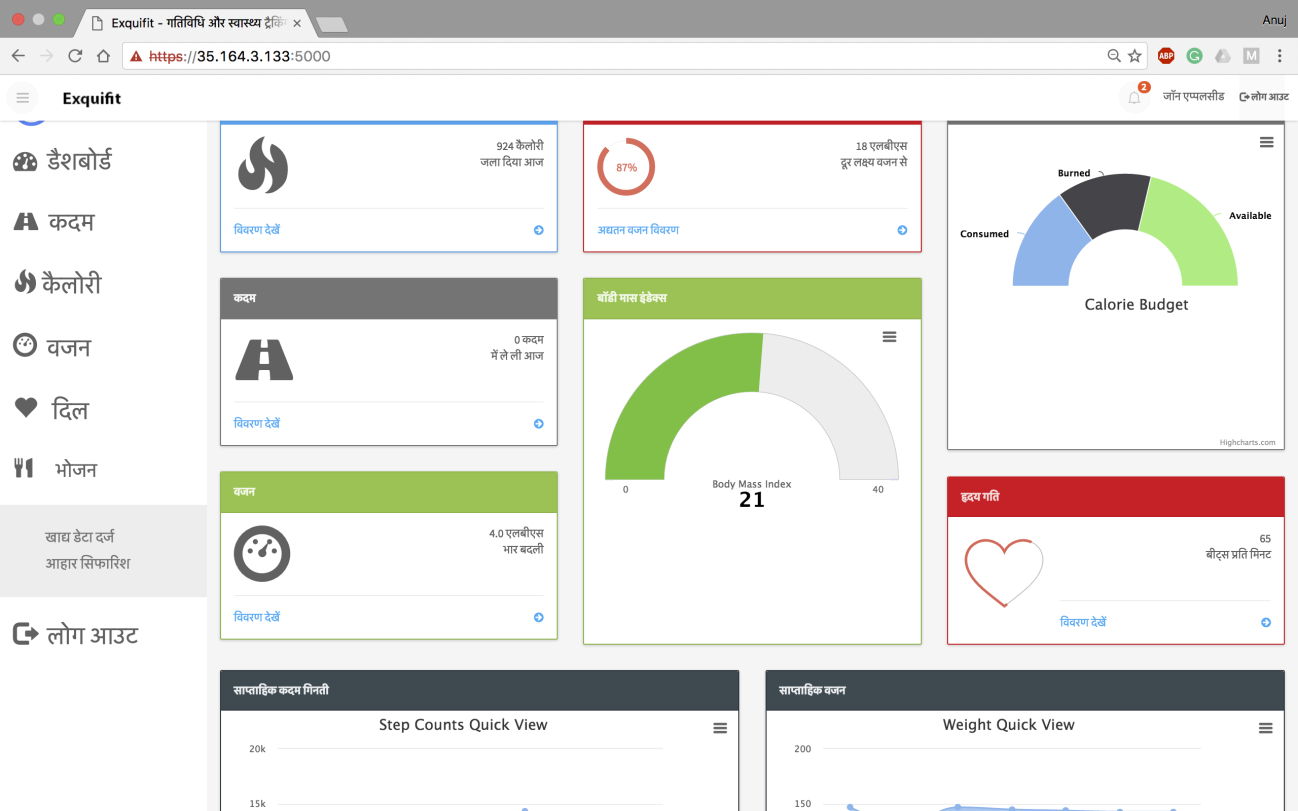 Exquifit - गतिविधि और स्वास्थ्य ट्रैकिंग
Anuj
https://35.164.3.133:5000
ABP
G
M
Exquifit
2
जॉन एप्पलसीड
लोग आउट
डैशबोर्ड
कदम
कैलोरी
वजन
दिल
भोजन
खाद्य डेटा दर्ज
आहार सिफारिश
लोग आउट
924 कैलोरी
जला दिया आज
विवरण देखें
87%
18 एलबीएस
दूर लक्ष्य वजन से
अद्यतन वजन विवरण
Burned
Available
Consumed
Calorie Budget
Highcharts.com
कदम
0 कदम
में ले ली आज
विवरण देखें
बॉडी मास इंडेक्स
Body Mass Index
21
0
40
वजन
4.0 एलबीएस
भार बदली
विवरण देखें
हृदय गति
65
बीट्स प्रति मिनट
विवरण देखें
साप्ताहिक कदम गिनती
Step Counts Quick View
20k
15k
साप्ताहिक वजन
Weight Quick View
200
150